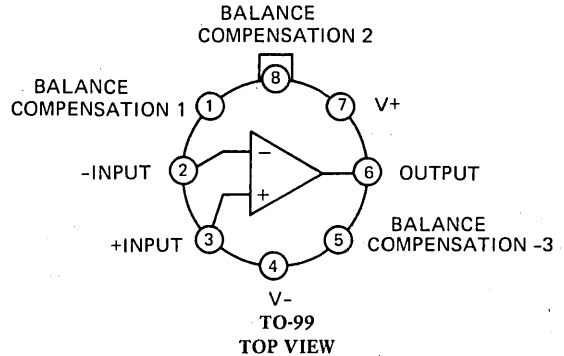 BALANCE
COMPENSATION 2
8
BALANCE
COMPENSATION 1
1
7
V+
-INPUT
2
−
6
OUTPUT
+
+INPUT
3
5
BALANCE
COMPENSATION -3
4
V-
TO-99
TOP VIEW